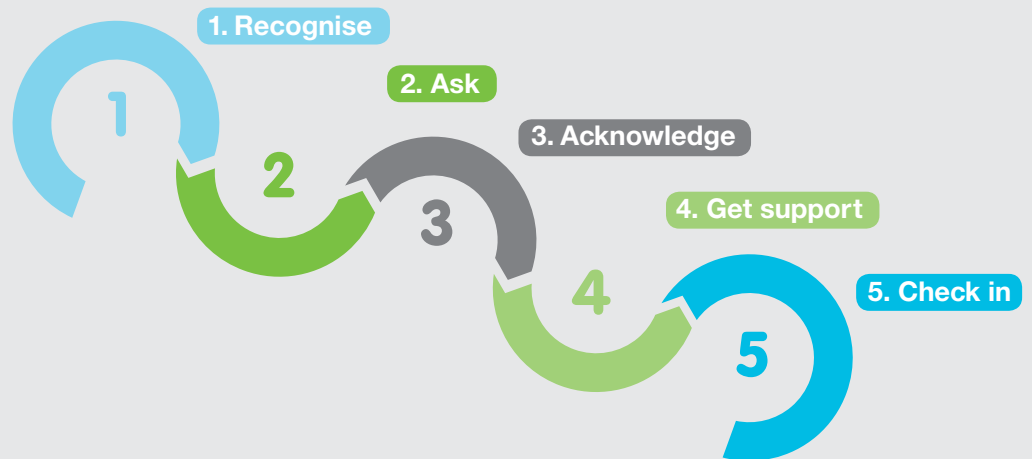 1. Recognise
1
2. Ask
2
3. Acknowledge
3
4. Get support
4
5. Check in
5